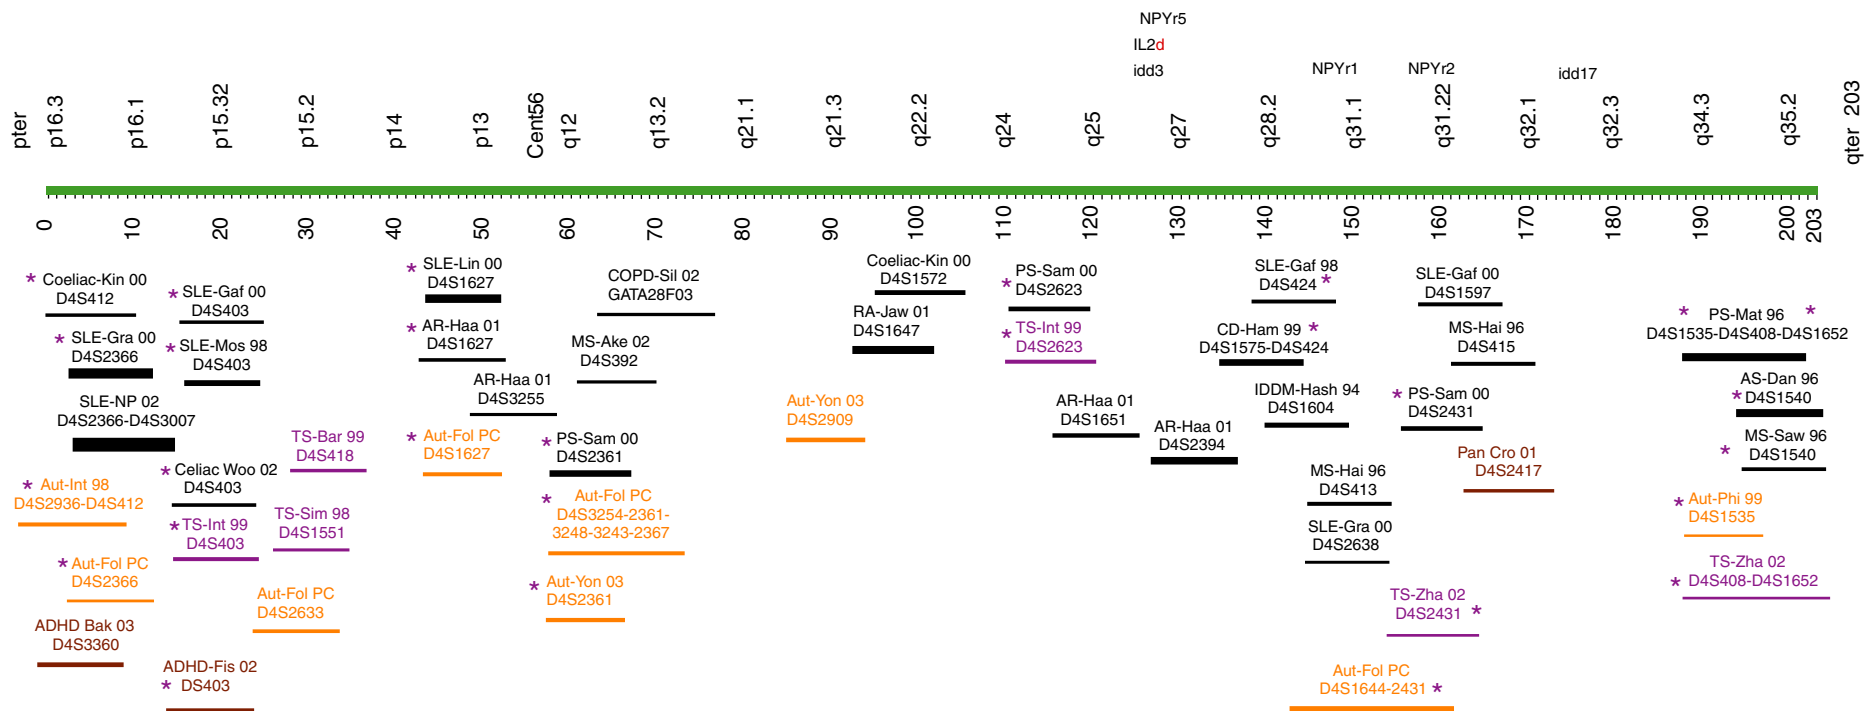 NPYr5
IL2d
idd3
NPYr1
NPYr2
idd17
pter
p16.3
p16.1
p15.32
p15.2
p14
p13
Cent56
q12
q13.2
q21.1
q21.3
q22.2
q24
q25
q27
q28.2
q31.1
q31.22
q32.1
q32.3
q34.3
q35.2
qter 203
0
10
20
30
40
50
60
70
80
90
100
110
120
130
140
150
160
170
180
190
200
203
* Coeliac-Kin 00
D4S412
* SLE-Gra 00
D4S2366
SLE-NP 02
D4S2366-D4S3007
* Aut-Int 98
D4S2936-D4S412
* Aut-Fol PC
D4S2366
ADHD Bak 03
D4S3360
* SLE-Gaf 00
D4S403
* SLE-Mos 98
D4S403
* Celiac Woo 02
D4S403
* TS-Int 99
D4S403
ADHD-Fis 02
* DS403
TS-Bar 99
D4S418
TS-Sim 98
D4S1551
Aut-Fol PC
D4S2633
* SLE-Lin 00
D4S1627
* AR-Haa 01
D4S1627
AR-Haa 01
D4S3255
* Aut-Fol PC
D4S1627
COPD-Sil 02
GATA28F03
MS-Ake 02
D4S392
* PS-Sam 00
D4S2361
* Aut-Fol PC
D4S3254-2361-
3248-3243-2367
* Aut-Yon 03
D4S2361
Aut-Yon 03
D4S2909
Coeliac-Kin 00
D4S1572
RA-Jaw 01
D4S1647
PS-Sam 00
* D4S2623
* TS-Int 99
D4S2623
AR-Haa 01
D4S1651
AR-Haa 01
D4S2394
SLE-Gaf 98
D4S424 *
CD-Ham 99 *
D4S1575-D4S424
IDDM-Hash 94
D4S1604
MS-Hai 96
D4S413
SLE-Gra 00
D4S2638
SLE-Gaf 00
D4S1597
MS-Hai 96
D4S415
* PS-Sam 00
D4S2431
Pan Cro 01
D4S2417
TS-Zha 02
D4S2431 *
Aut-Fol PC
D4S1644-2431 *
* PS-Mat 96 *
D4S1535-D4S408-D4S1652
AS-Dan 96
* D4S1540
MS-Saw 96
* D4S1540
* Aut-Phi 99
D4S1535
TS-Zha 02
* D4S408-D4S1652